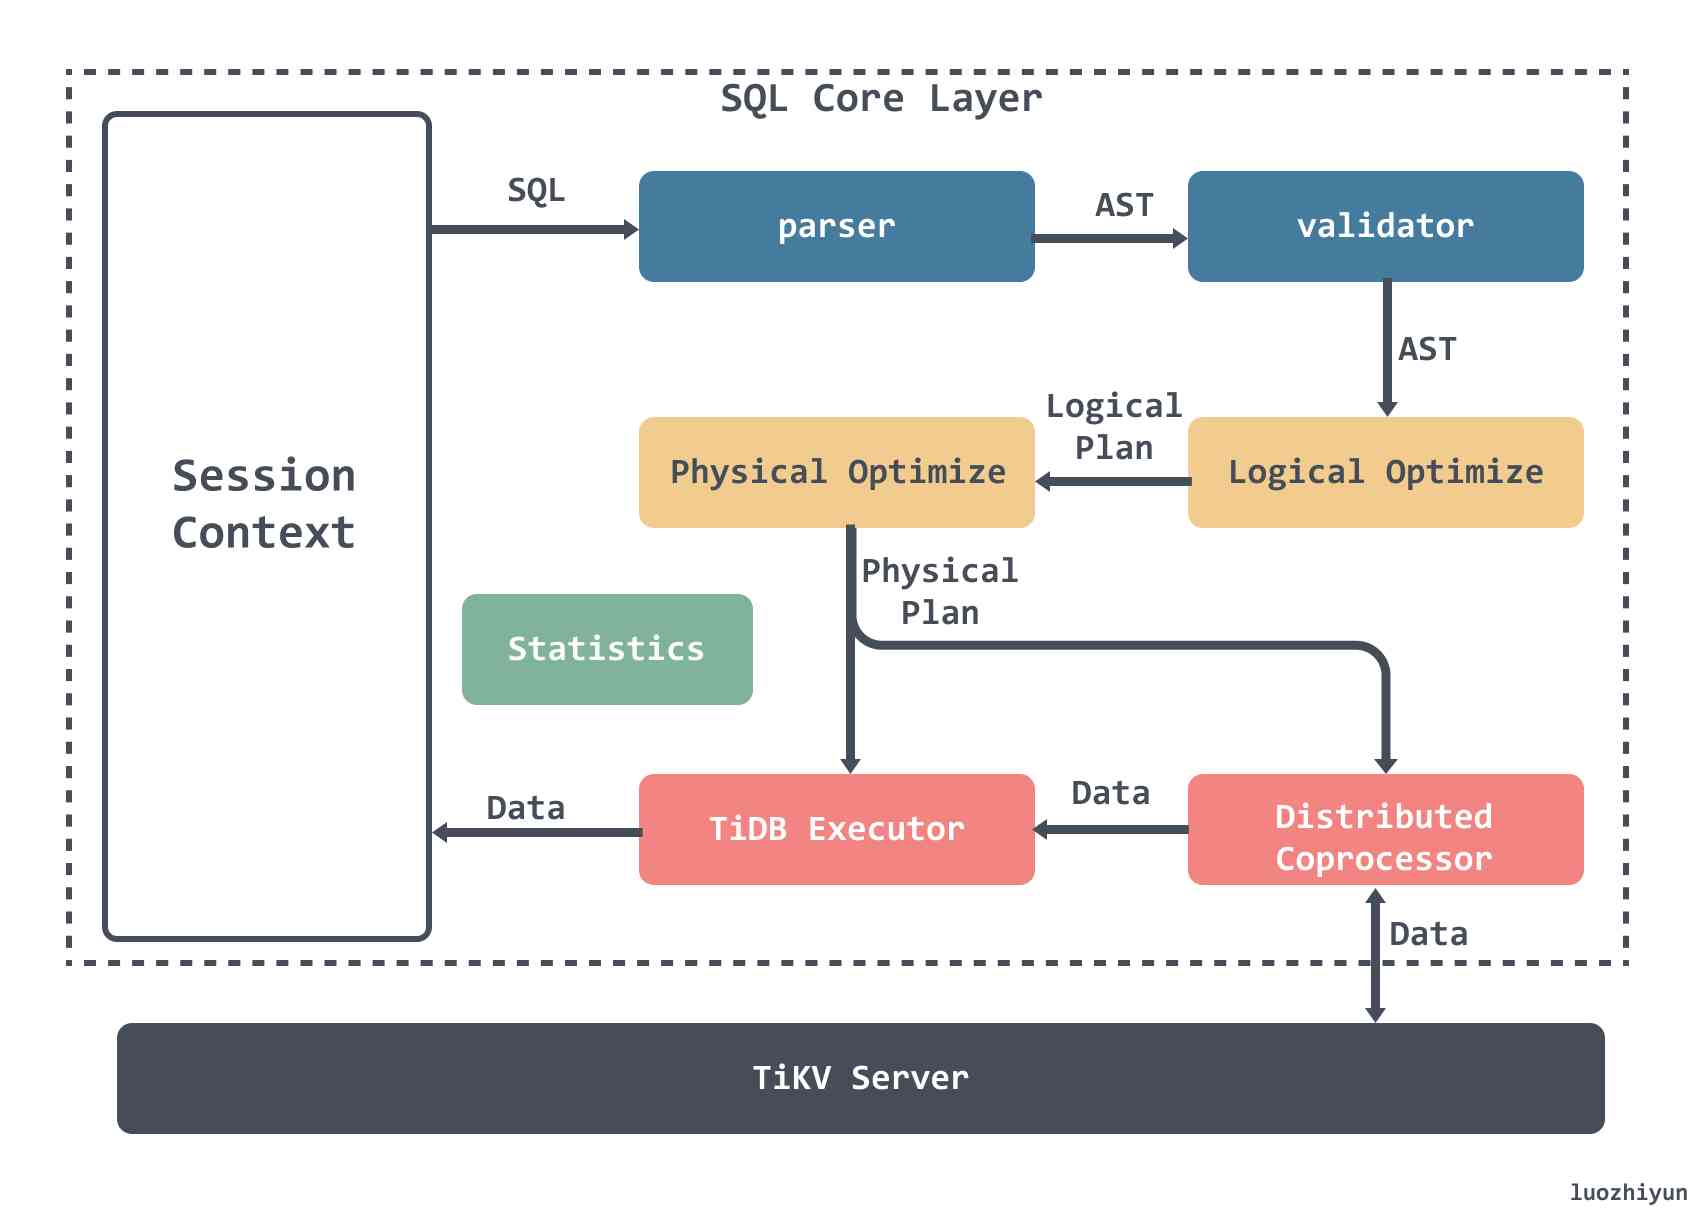 SQL Core Layer
SQL
parser
AST
validator
AST
Session
Context
Logical
Plan
Physical Optimize
Logical Optimize
Physical
Plan
Statistics
Data
TiDB Executor
Data
Distributed
Coprocessor
Data
TiKV Server
luozhiyun